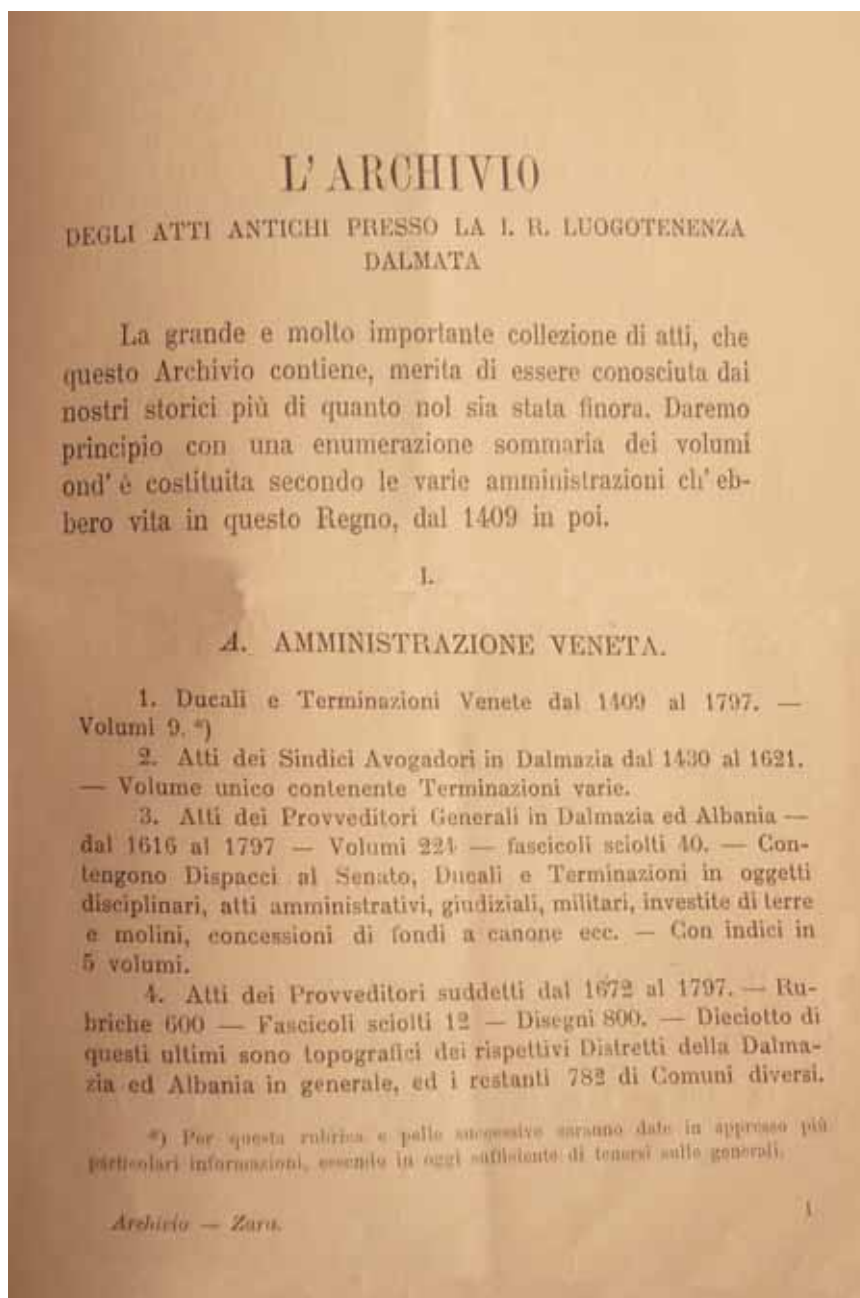 L' ARCHIVIO
DEGLI ATTI ANTICHI PRESSO LA I. R. LUOGOTENENZA
DALMATA
La grande e molto importante collezione di atti, che
questo Archivio contiene, merita di essere conosciuta dai
nostri storici più di quanto nol sia stata finora. Daremo
principio con una enumerazione sommaria dei volumi
ond' è costituita secondo le varie amministrazioni ch' eb-
bero vita in questo Regno, dal 1409 in poi.
I.
A. AMMINISTRAZIONE VENETA.
1. Ducali e Terminazioni Venete dal 1409 al 1797. —
Volumi 9. *)
2. Atti dei Sindici Avogadori in Dalmazia dal 1430 al 1621.
— Volume unico contenente Terminazioni varie.
3. Atti dei Provveditori Generali in Dalmazia ed Albania —
dal 1616 al 1797 — Volumi 221 — fascicoli sciolti 40. — Con-
tengono Dispacci al Senato, Ducali e Terminazioni in oggetti
disciplinari, atti amministrativi, giudiziali, militari, investite di terre
e molini, concessioni di fondi a canone ecc. — Con indici in
5 volumi.
4. Atti dei Provveditori suddetti dal 1672 al 1797. — Ru-
briche 600 — Fascicoli sciolti 12 — Disegni 800. — Dieciotto di
questi ultimi sono topografici dei rispettivi Distretti della Dalma-
zia ed Albania in generale, ed i restanti 782 di Comuni diversi.
*) Per questa rubrica e pelle successive saranno date in appresso più
particolari informazioni, essendo in oggi sufficiente di tenersi sulle generali.
Archivio — Zara.
1